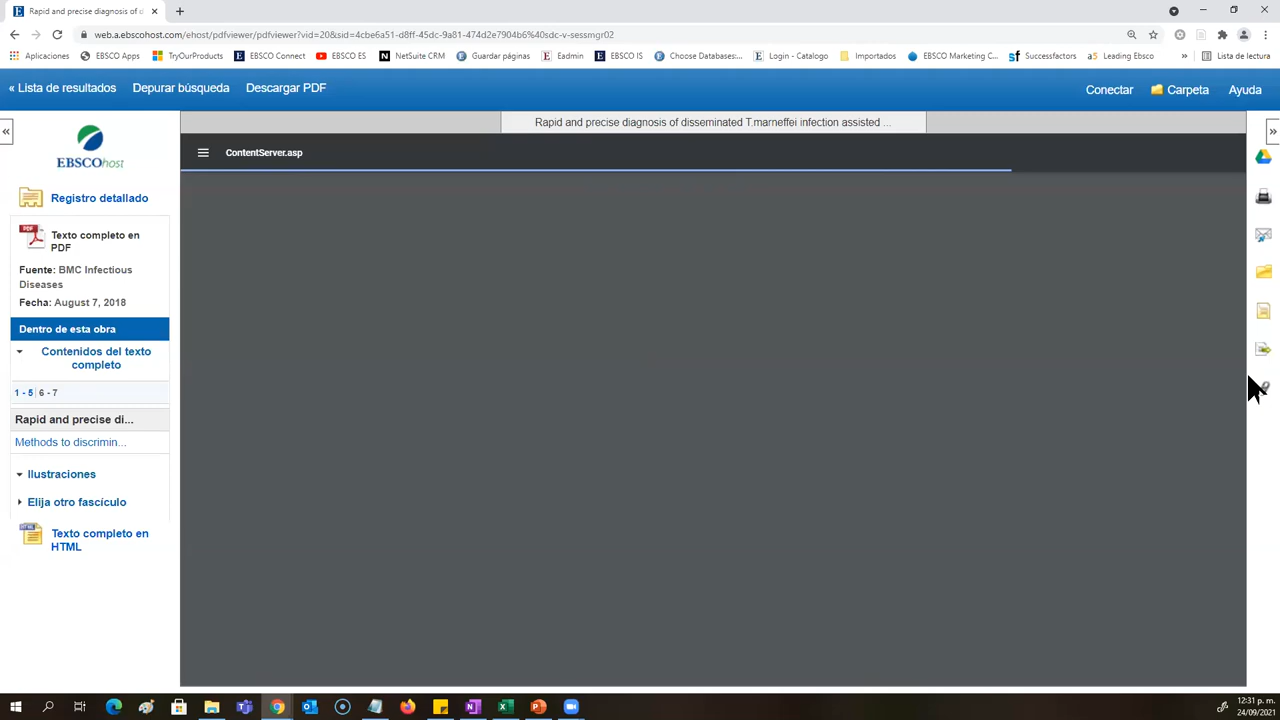 Rapid and precise diagnosis of d
web.a.ebscohost.com/ehost/pdfviewer/pdfviewer?vid=20&sid=4cbe6a51-d8ff-45dc-9a81-474d2e7904b6%40sdc-v-sessmgr02
Aplicaciones
EBSCO Apps
TryOurProducts
EBSCO Connect
EBSCO ES
NetSuite CRM
Guardar páginas
Eadmin
EBSCO IS
Choose Databases:...
Login - Catalogo
Importados
EBSCO Marketing C...
Successfactors
Leading Ebsco
»
Lista de lectura
« Lista de resultados
Depurar búsqueda
Descargar PDF
Conectar
Carpeta
Ayuda
Rapid and precise diagnosis of disseminated T.marneffei infection assisted ...
«
»
ContentServer.asp
EBSCOhost
Registro detallado
PDF
Texto completo en
PDF
Fuente: BMC Infectious
Diseases
Fecha: August 7, 2018
Dentro de esta obra
Contenidos del texto
completo
1 - 5 | 6 - 7
Rapid and precise di...
Methods to discrimin...
Ilustraciones
Elija otro fascículo
Texto completo en
HTML
12:31 p. m.
24/09/2021